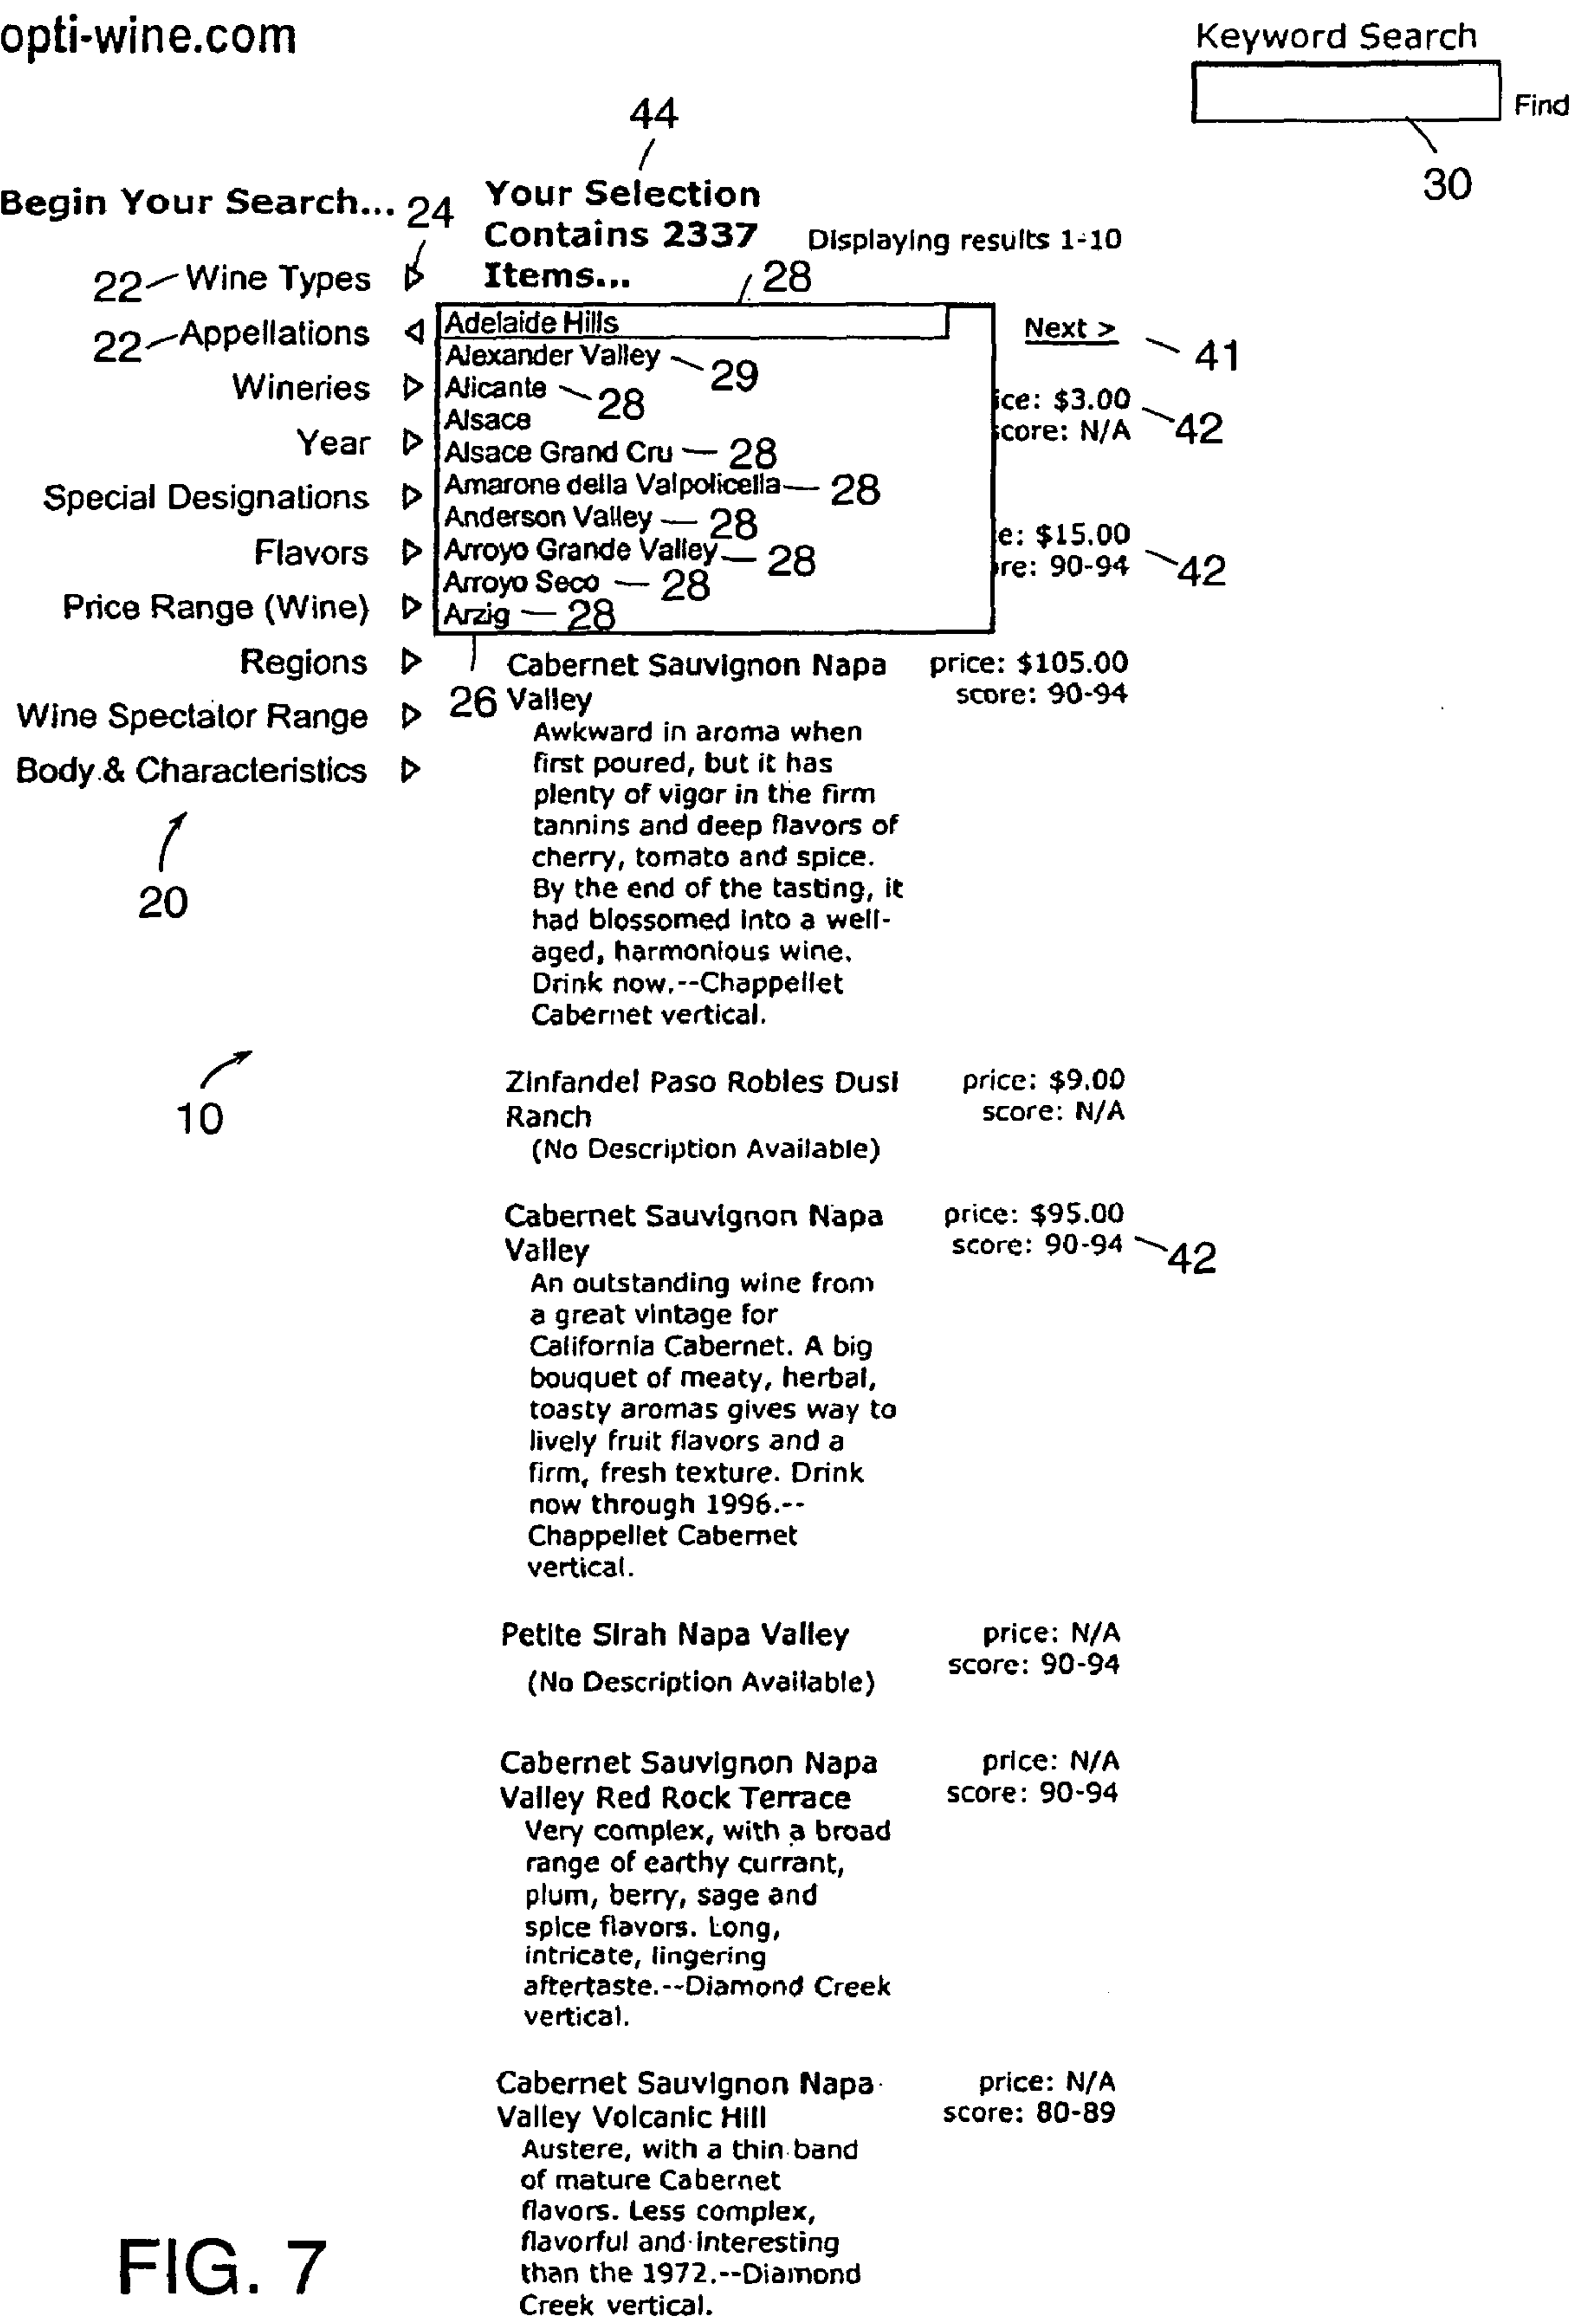 opti-wine.com
Keyword Search
Find
30
44
Begin Your Search... 24
Your Selection
Contains 2337
Items...
Displaying results 1-10
22 Wine Types
28
22 Appellations
Adelaide Hills
Next >
41
Alexander Valley 29
Wineries
Alicante 28
ice: $3.00
Alsace
core: N/A 42
Year
Alsace Grand Cru 28
Special Designations
Amarone della Valpolicella 28
Anderson Valley 28
e: $15.00
Flavors
Arroyo Grande Valley 28
re: 90-94 42
Arroyo Seco 28
Price Range (Wine)
Arzig 28
Regions
26
Wine Spectator Range
Body & Characteristics
20
10
Cabernet Sauvignon Napa
Valley
price: $105.00
score: 90-94
Awkward in aroma when
first poured, but it has
plenty of vigor in the firm
tannins and deep flavors of
cherry, tomato and spice.
By the end of the tasting, it
had blossomed into a well-
aged, harmonious wine.
Drink now.--Chappellet
Cabernet vertical.
Zinfandel Paso Robles Dusi
Ranch
price: $9.00
score: N/A
(No Description Available)
Cabernet Sauvignon Napa
Valley
price: $95.00
score: 90-94 42
An outstanding wine from
a great vintage for
California Cabernet. A big
bouquet of meaty, herbal,
toasty aromas gives way to
lively fruit flavors and a
firm, fresh texture. Drink
now through 1996.--
Chappellet Cabernet
vertical.
Petite Sirah Napa Valley
price: N/A
score: 90-94
(No Description Available)
Cabernet Sauvignon Napa
Valley Red Rock Terrace
price: N/A
score: 90-94
Very complex, with a broad
range of earthy currant,
plum, berry, sage and
spice flavors. Long,
intricate, lingering
aftertaste.--Diamond Creek
vertical.
Cabernet Sauvignon Napa
Valley Volcanic Hill
price: N/A
score: 80-89
Austere, with a thin band
of mature Cabernet
flavors. Less complex,
flavorful and interesting
than the 1972.--Diamond
Creek vertical.
FIG. 7